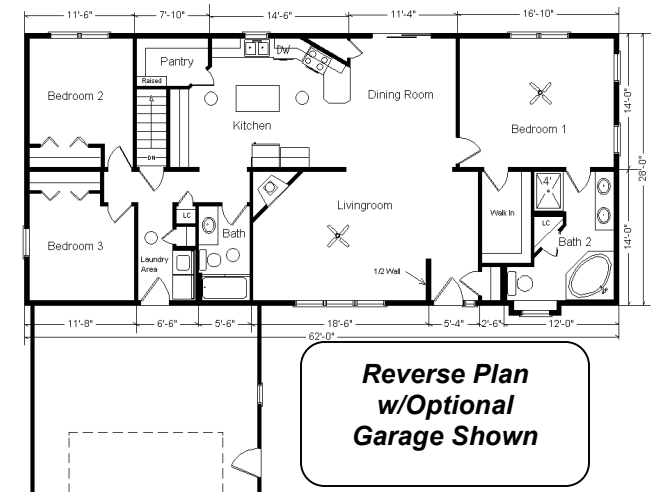 11'-6" 7'-10" 14'-6" 11'-4" 16'-10"
Pantry
DW
Raised
Bedroom 2
Dining Room
14'-0"
Kitchen
Bedroom 1
DN
28'-0"
4'
LC
Livingroom
Walk In
LC
Bath
Bath 2
14'-0"
Bedroom 3
Laundry
Area
1/2 Wall
11'-8" 6'-6" 5'-6" 18'-6" 5'-4" 2'-6" 12'-0"
62'-0"
Reverse Plan
w/Optional
Garage Shown